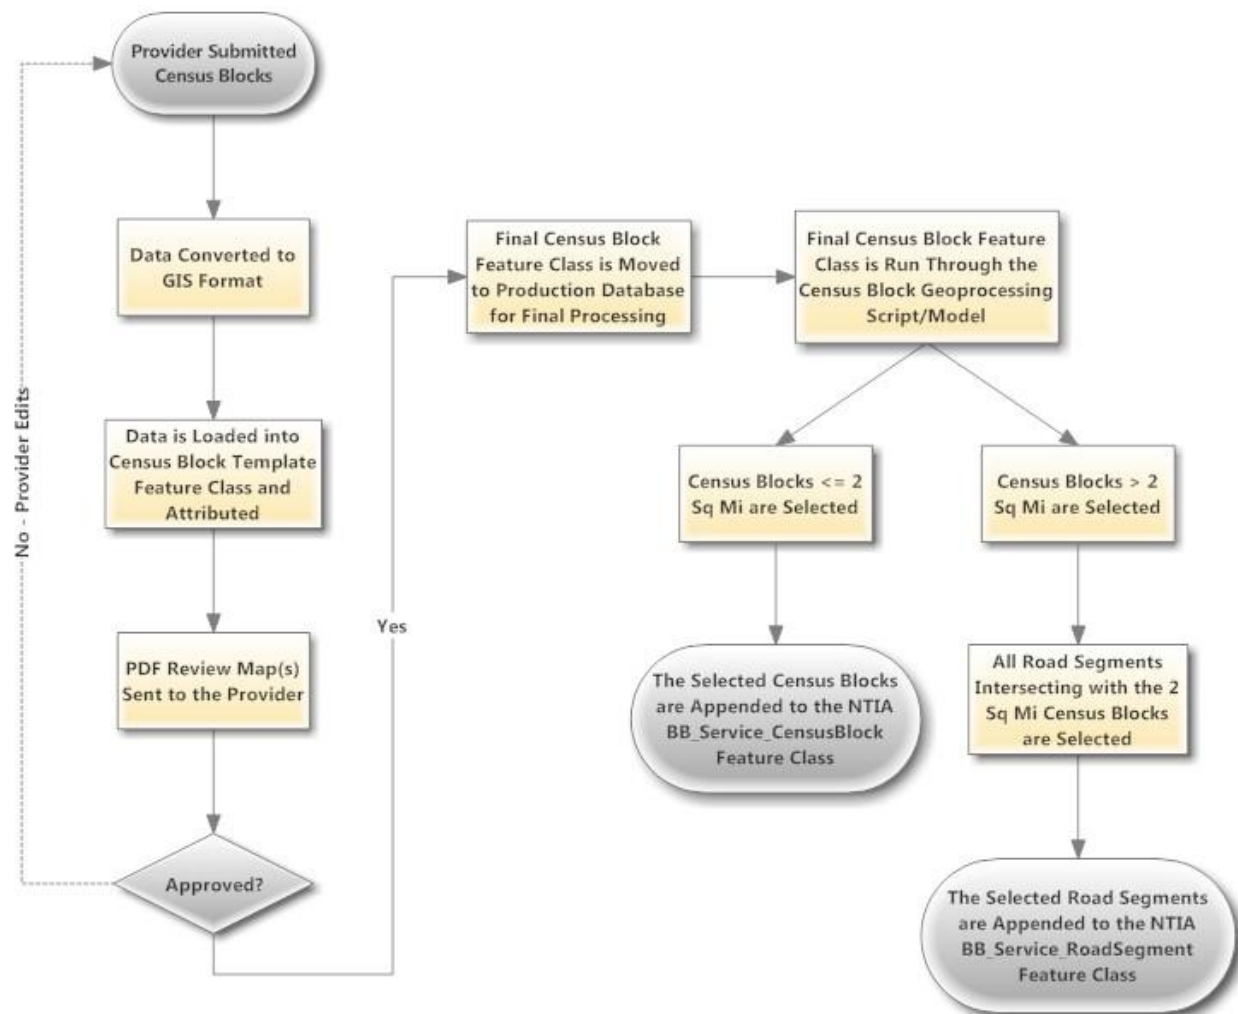 Provider Submitted
Census Blocks
Data Converted to
GIS Format
Data is Loaded into
Census Block Template
Feature Class and
Attributed
PDF Review Map(s)
Sent to the Provider
Approved?
No - Provider Edits
Yes
Final Census Block
Feature Class is Moved
to Production Database
for Final Processing
Final Census Block Feature
Class is Run Through the
Census Block Geoprocessing
Script/Model
Census Blocks <= 2
Sq Mi are Selected
The Selected Census Blocks
are Appended to the NTIA
BB_Service_CensusBlock
Feature Class
Census Blocks > 2
Sq Mi are Selected
All Road Segments
Intersecting with the 2
Sq Mi Census Blocks
are Selected
The Selected Road Segments
are Appended to the NTIA
BB_Service_RoadSegment
Feature Class